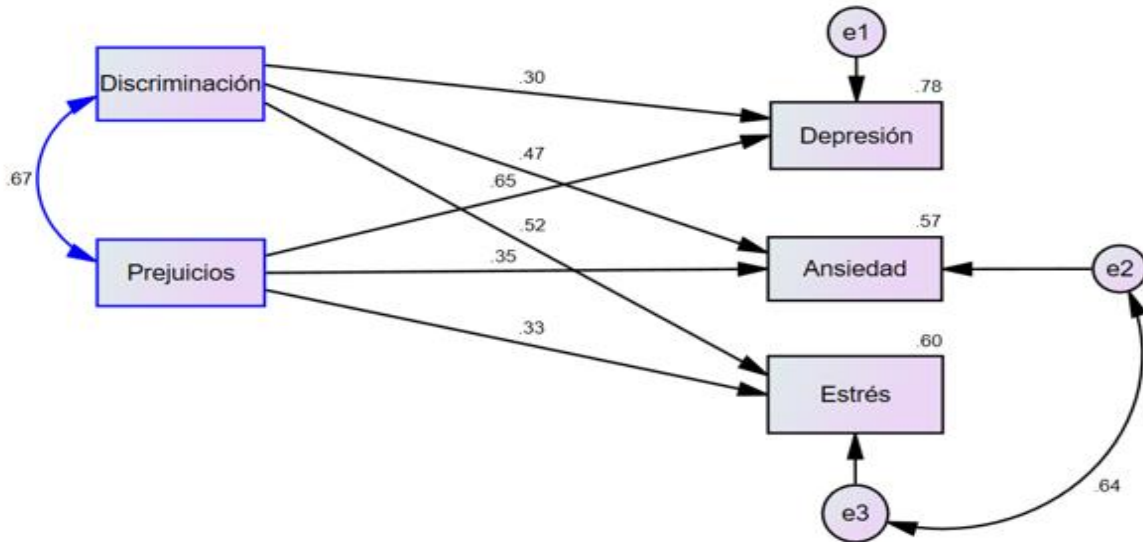 e1
Discriminación
.30
.78
Depresión
.47
.67
.65
.57
.52
Prejuicios
.35
Ansiedad
e2
.33
.60
Estrés
.64
e3